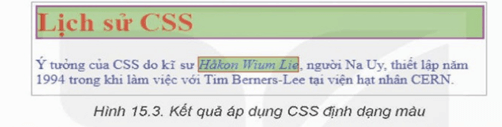 Lịch sử CSS
Ý tưởng của CSS do kĩ sư Håkon Wium Lie, người Na Uy, thiết lập năm
1994 trong khi làm việc với Tim Berners-Lee tại viện hạt nhân CERN.
Hình 15.3. Kết quả áp dụng CSS định dạng màu